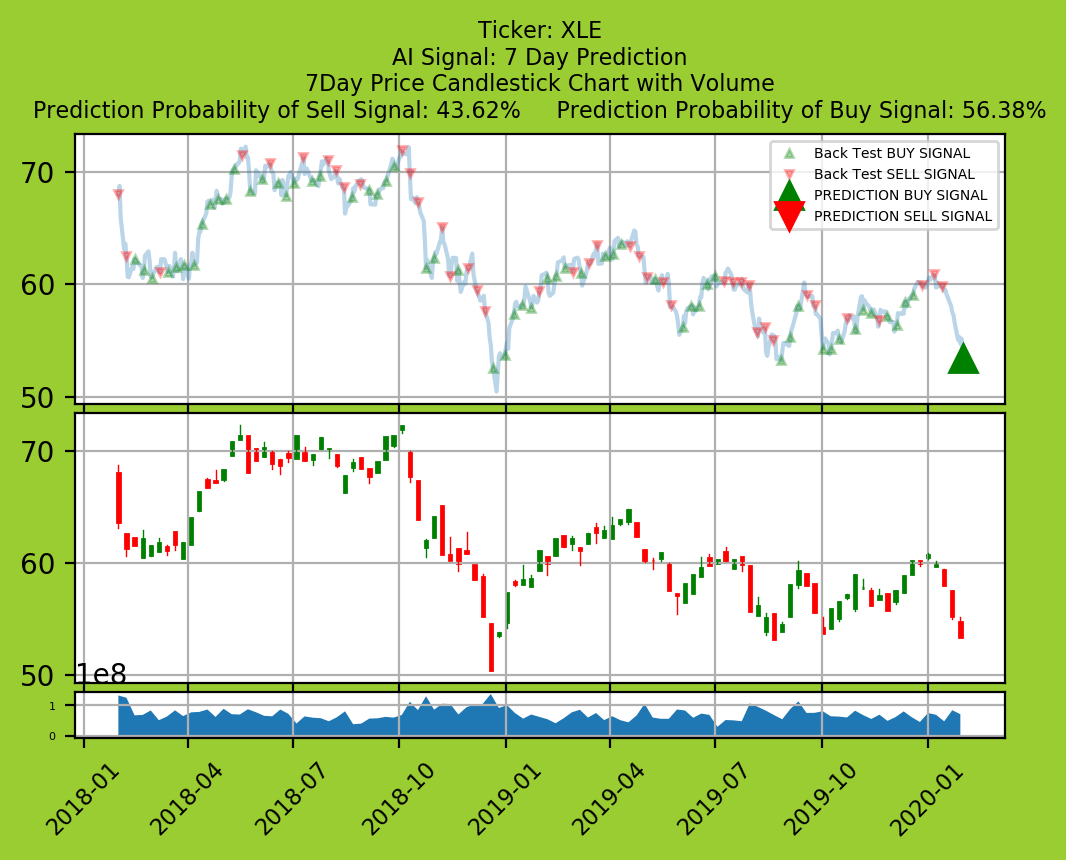 Ticker: XLE
AI Signal: 7 Day Prediction
7Day Price Candlestick Chart with Volume
Prediction Probability of Sell Signal: 43.62%     Prediction Probability of Buy Signal: 56.38%
70
60
50
Back Test BUY SIGNAL
Back Test SELL SIGNAL
PREDICTION BUY SIGNAL
PREDICTION SELL SIGNAL
70
60
50
1e8
1
0
2018-01
2018-04
2018-07
2018-10
2019-01
2019-04
2019-07
2019-10
2020-01